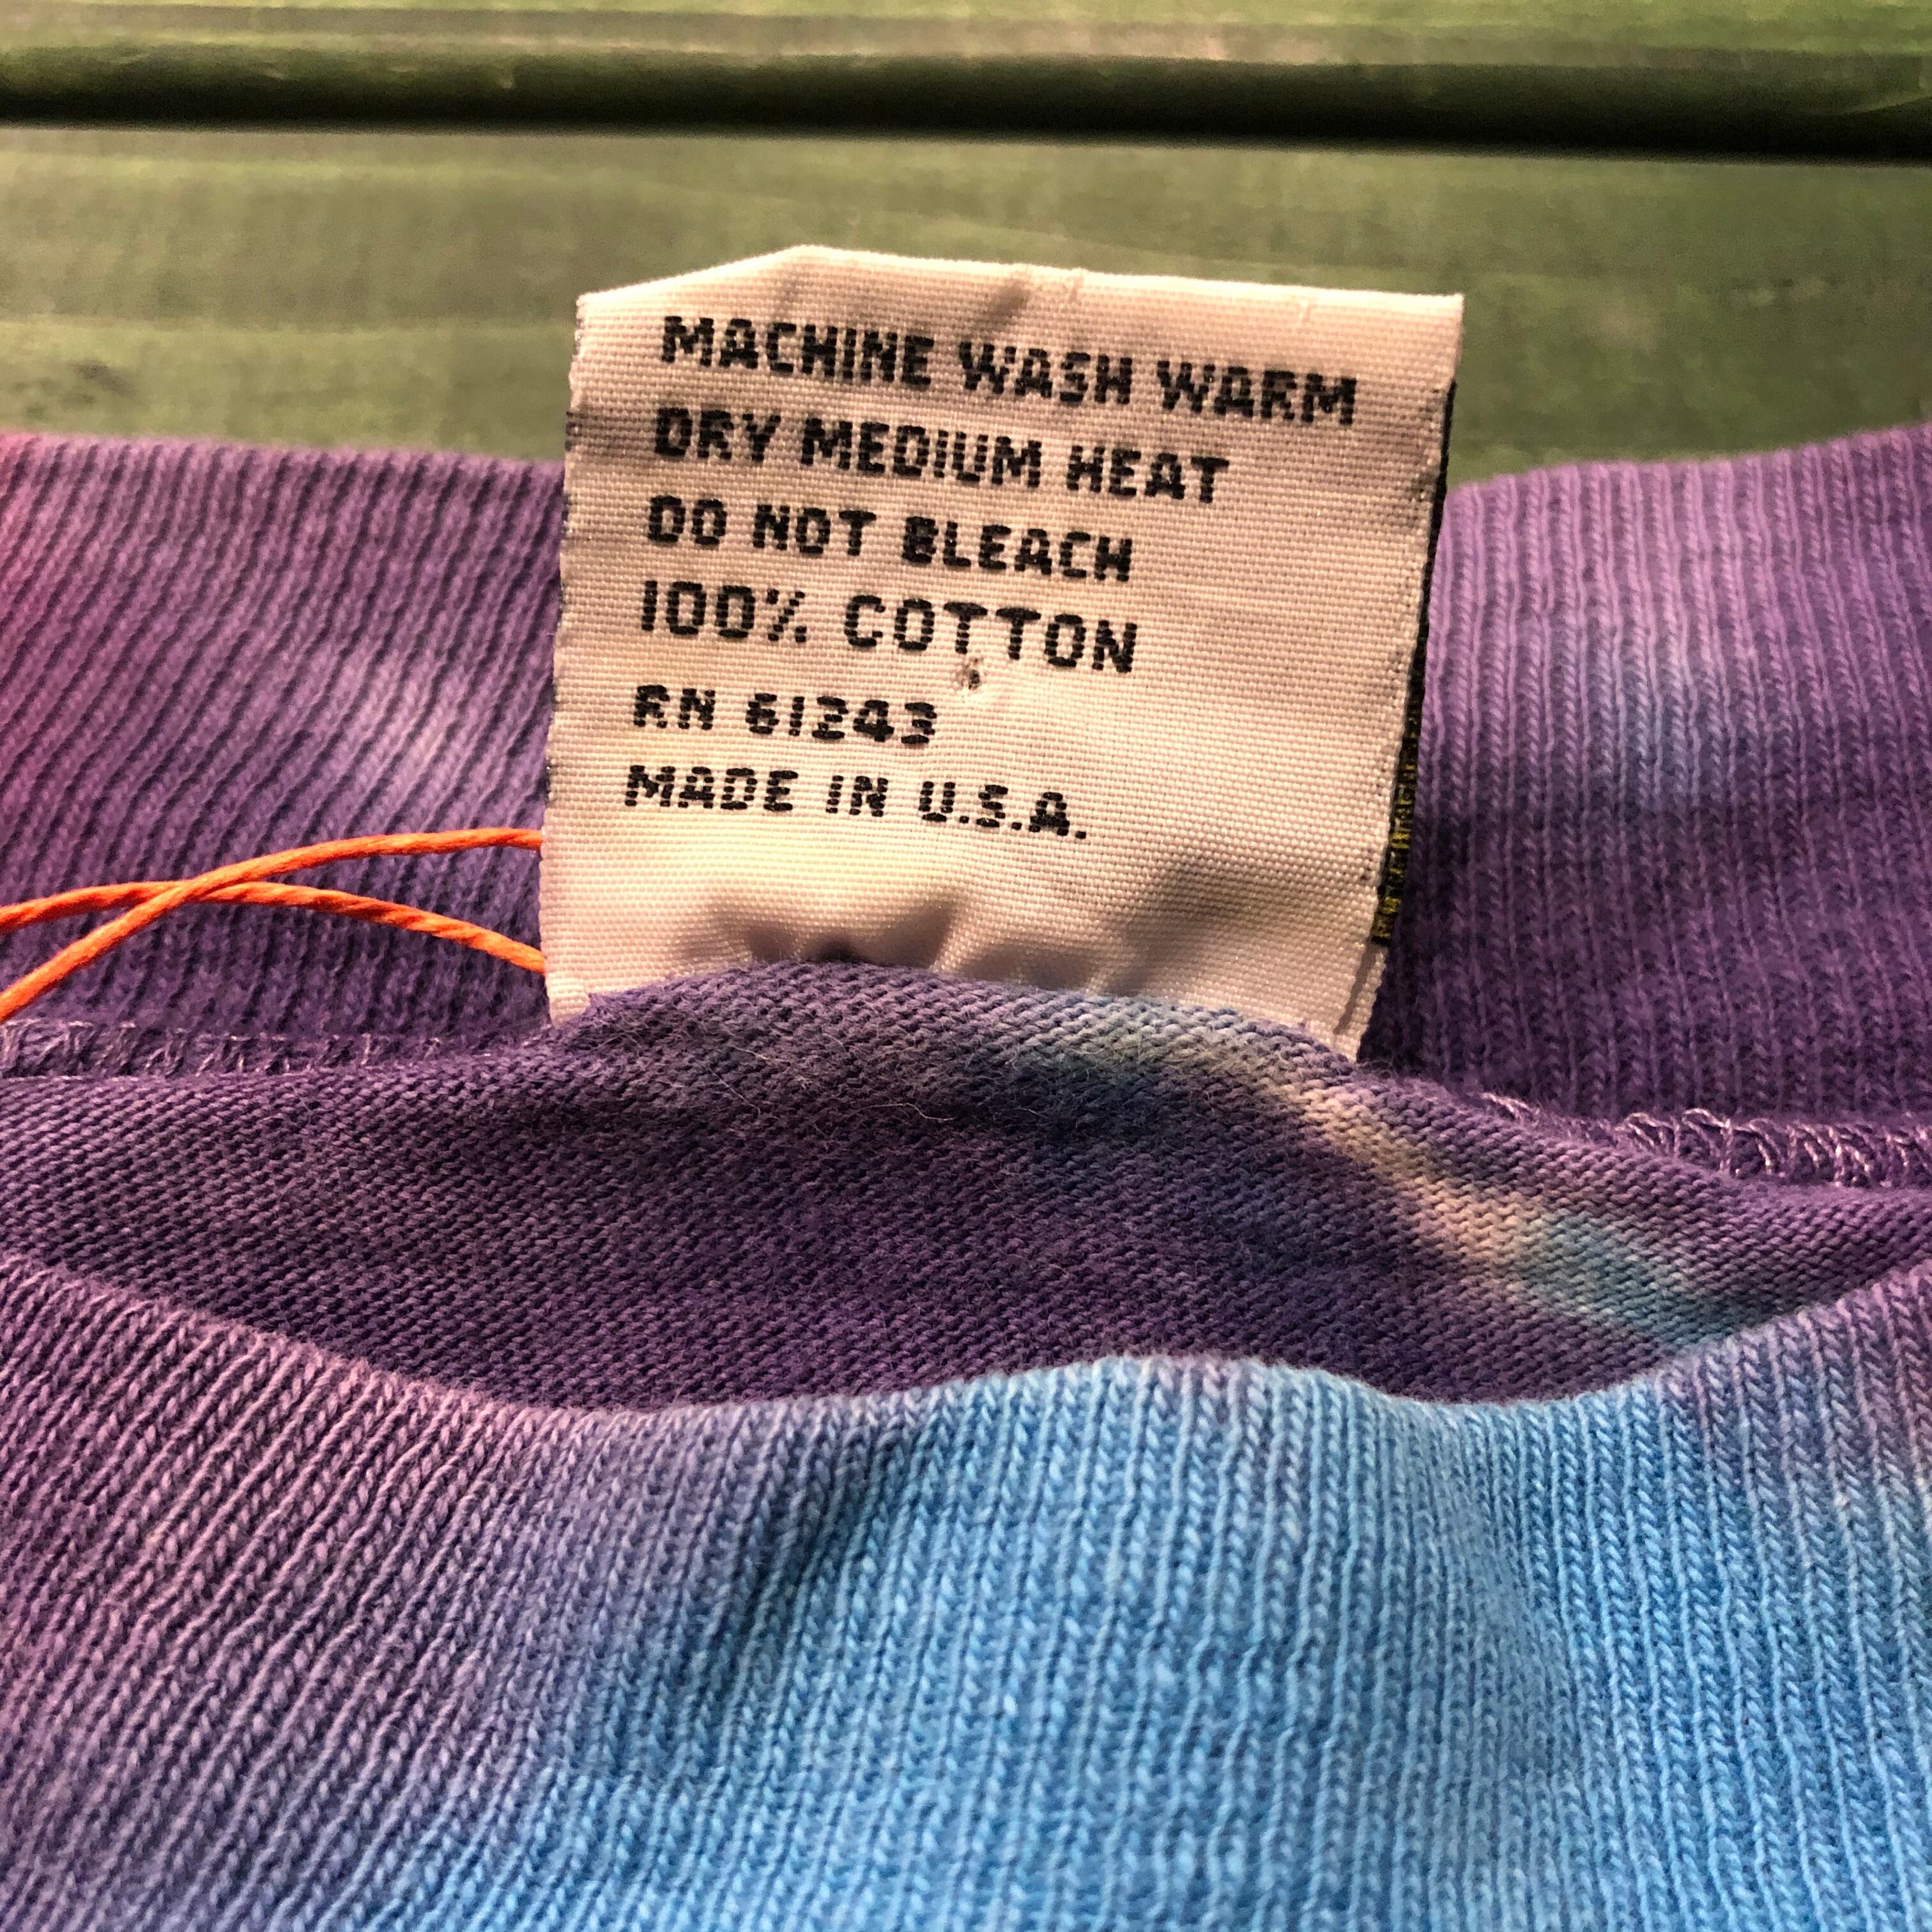 MACHINE WASH WARM
DRY MEDIUM HEAT
DO NOT BLEACH
100% COTTON
RN 61243
MADE IN U.S.A.